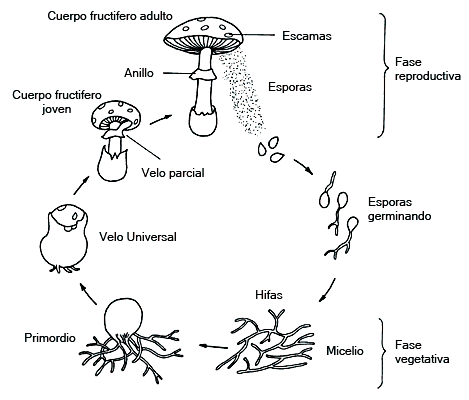 Cuerpo fructifero adulto
Escamas
Anillo
Fase
reproductiva
Esporas
Cuerpo fructifero
joven
Velo parcial
Esporas
germinando
Velo Universal
Hifas
Primordio
Micelio
Fase
vegetativa